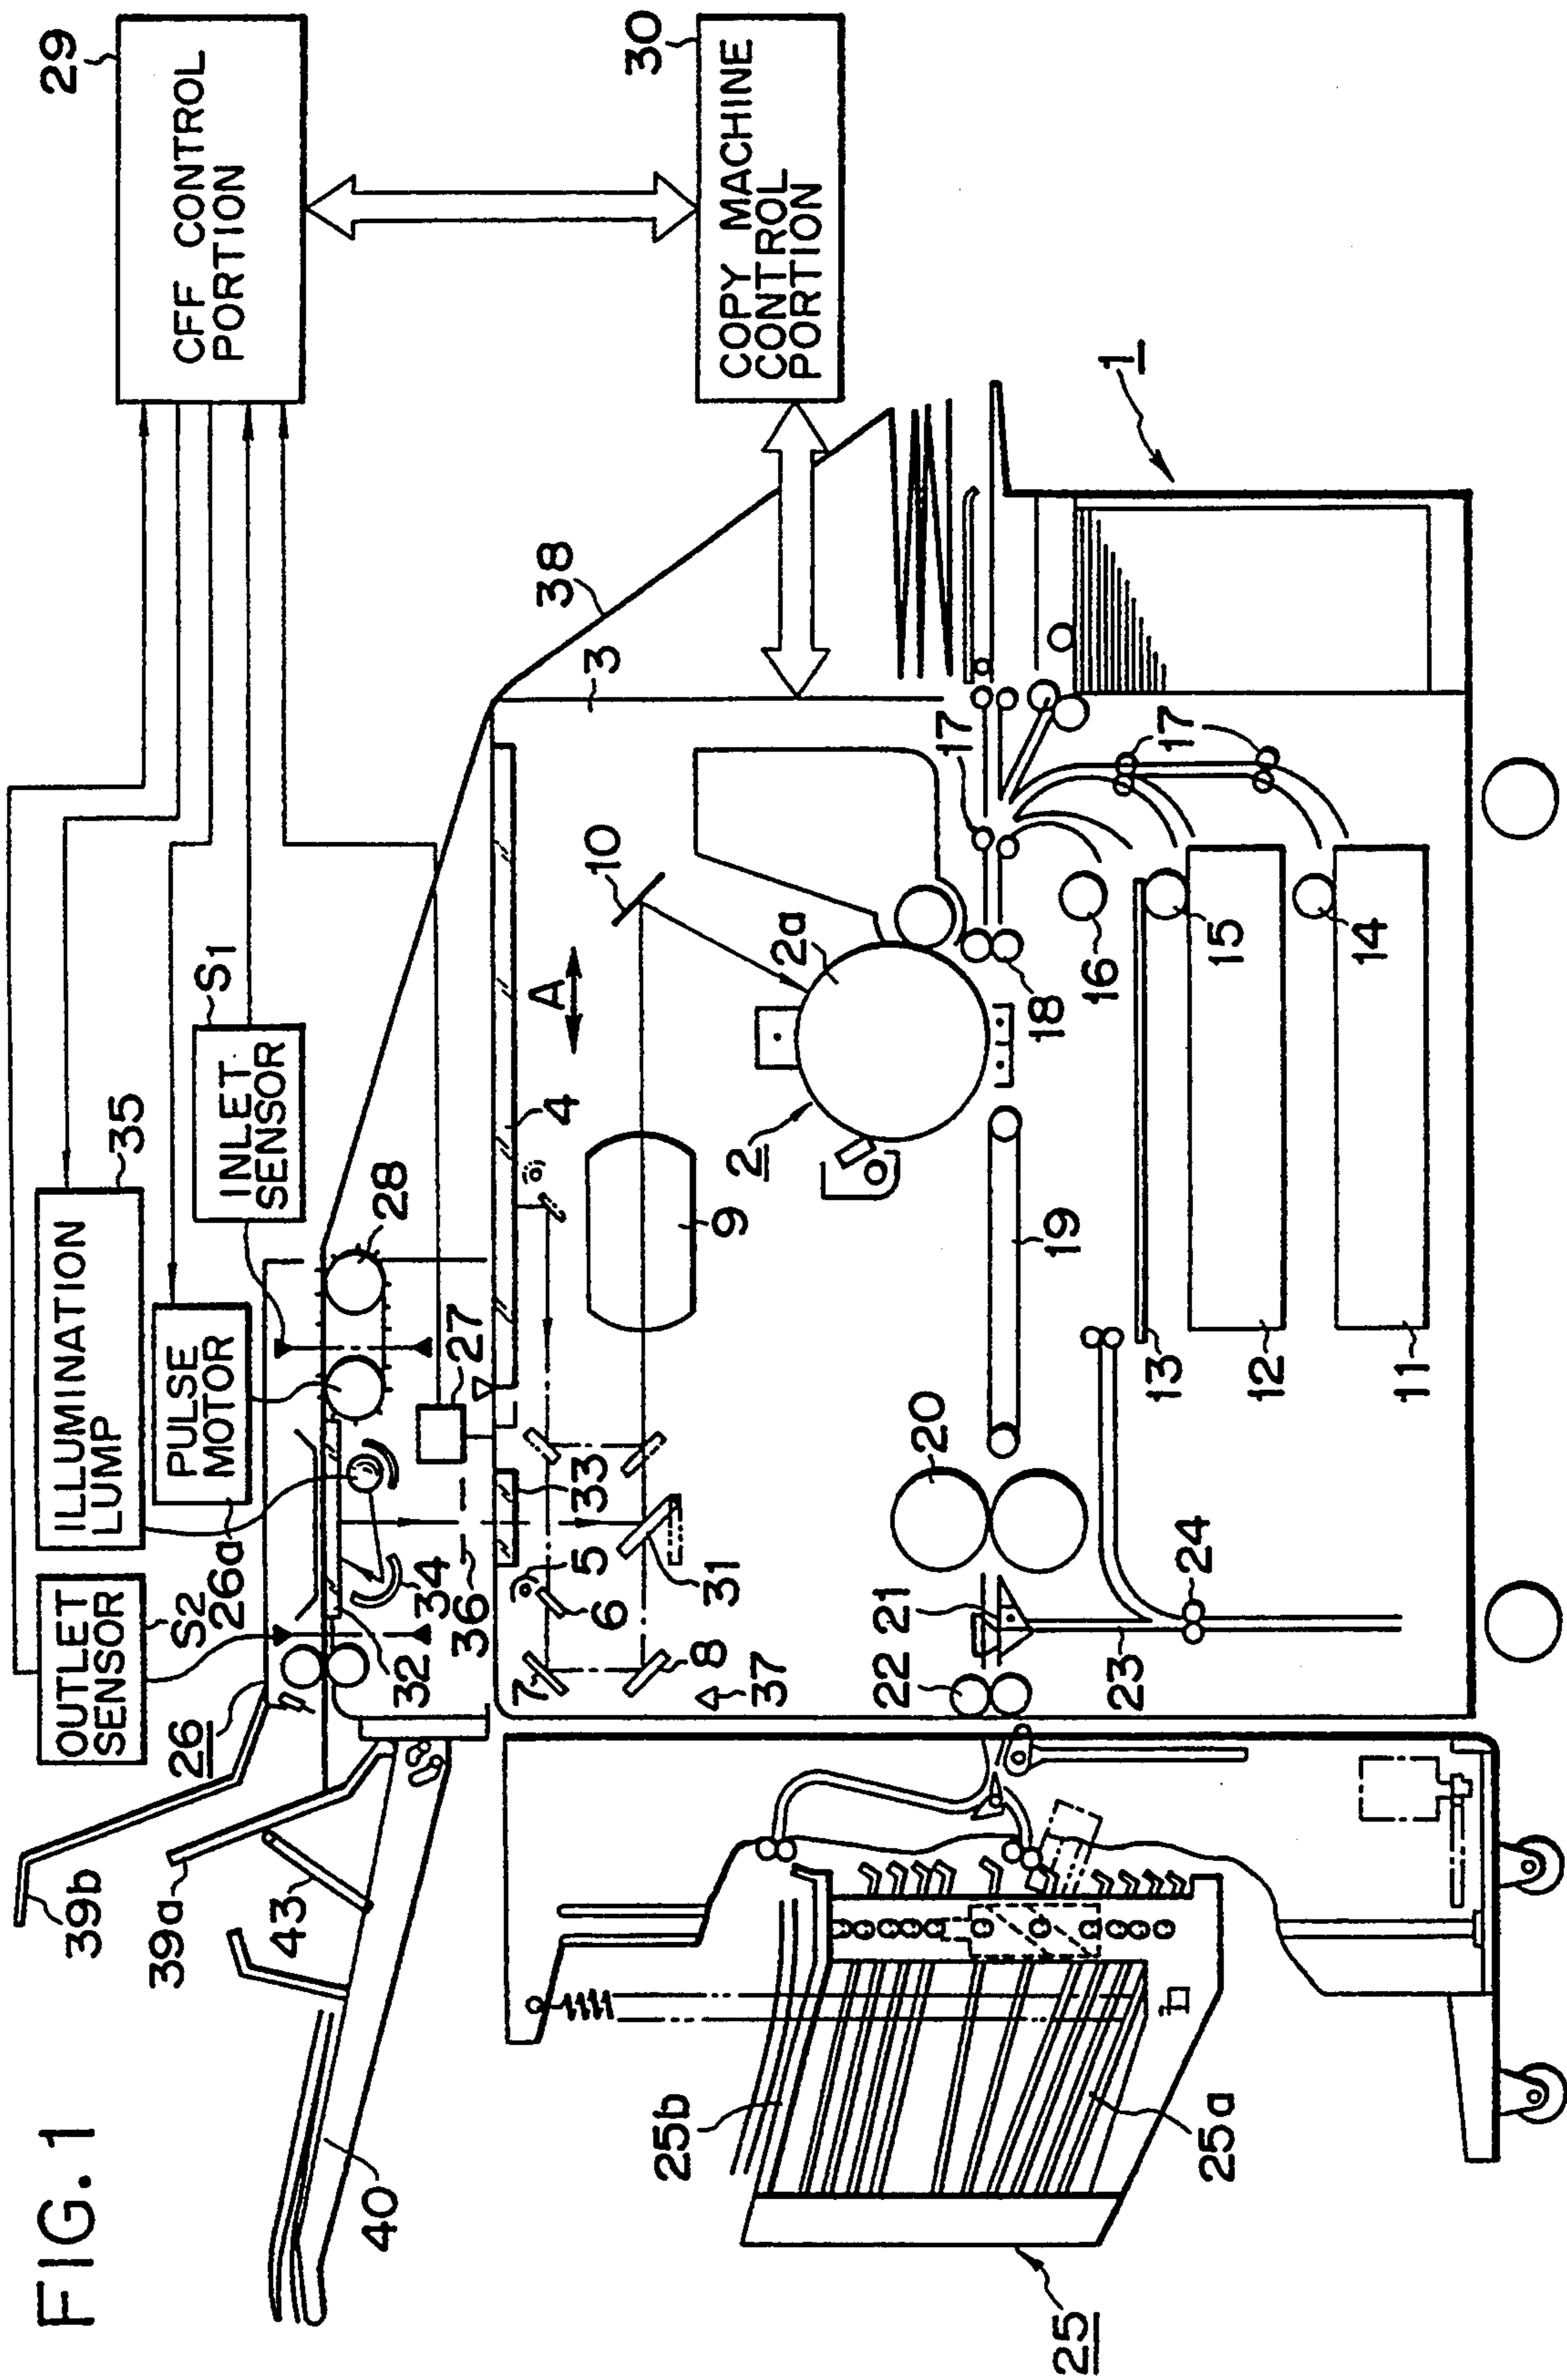 FIG. 1
OUTLET
SENSOR
S2
ILLUMINATION
LUMP
35
PULSE
MOTOR
26a
INLET
SENSOR
S1
CFF CONTROL
PORTION
29
COPY MACHINE
CONTROL
PORTION
30
39b
39a
43
40
26
32
34
36
28
27
33
5
6
7
8
37
31
4
A
3
38
10
9
2
2a
17
17
18
16
15
14
1
19
20
21
22
23
24
13
12
11
25b
25a
25